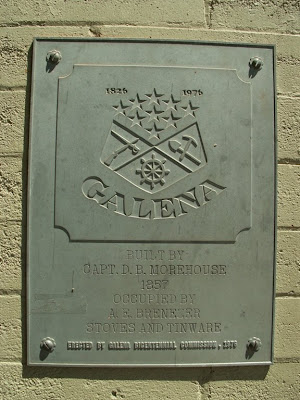 1826 1976
GALENA
BUILT BY
CAPT. D. B. MOREHOUSE
1857
OCCUPIED BY
A. E. BRENEZER
STOVES AND TINWARE
ERECTED BY GALENA BICENTENNIAL COMMISSION - 1976